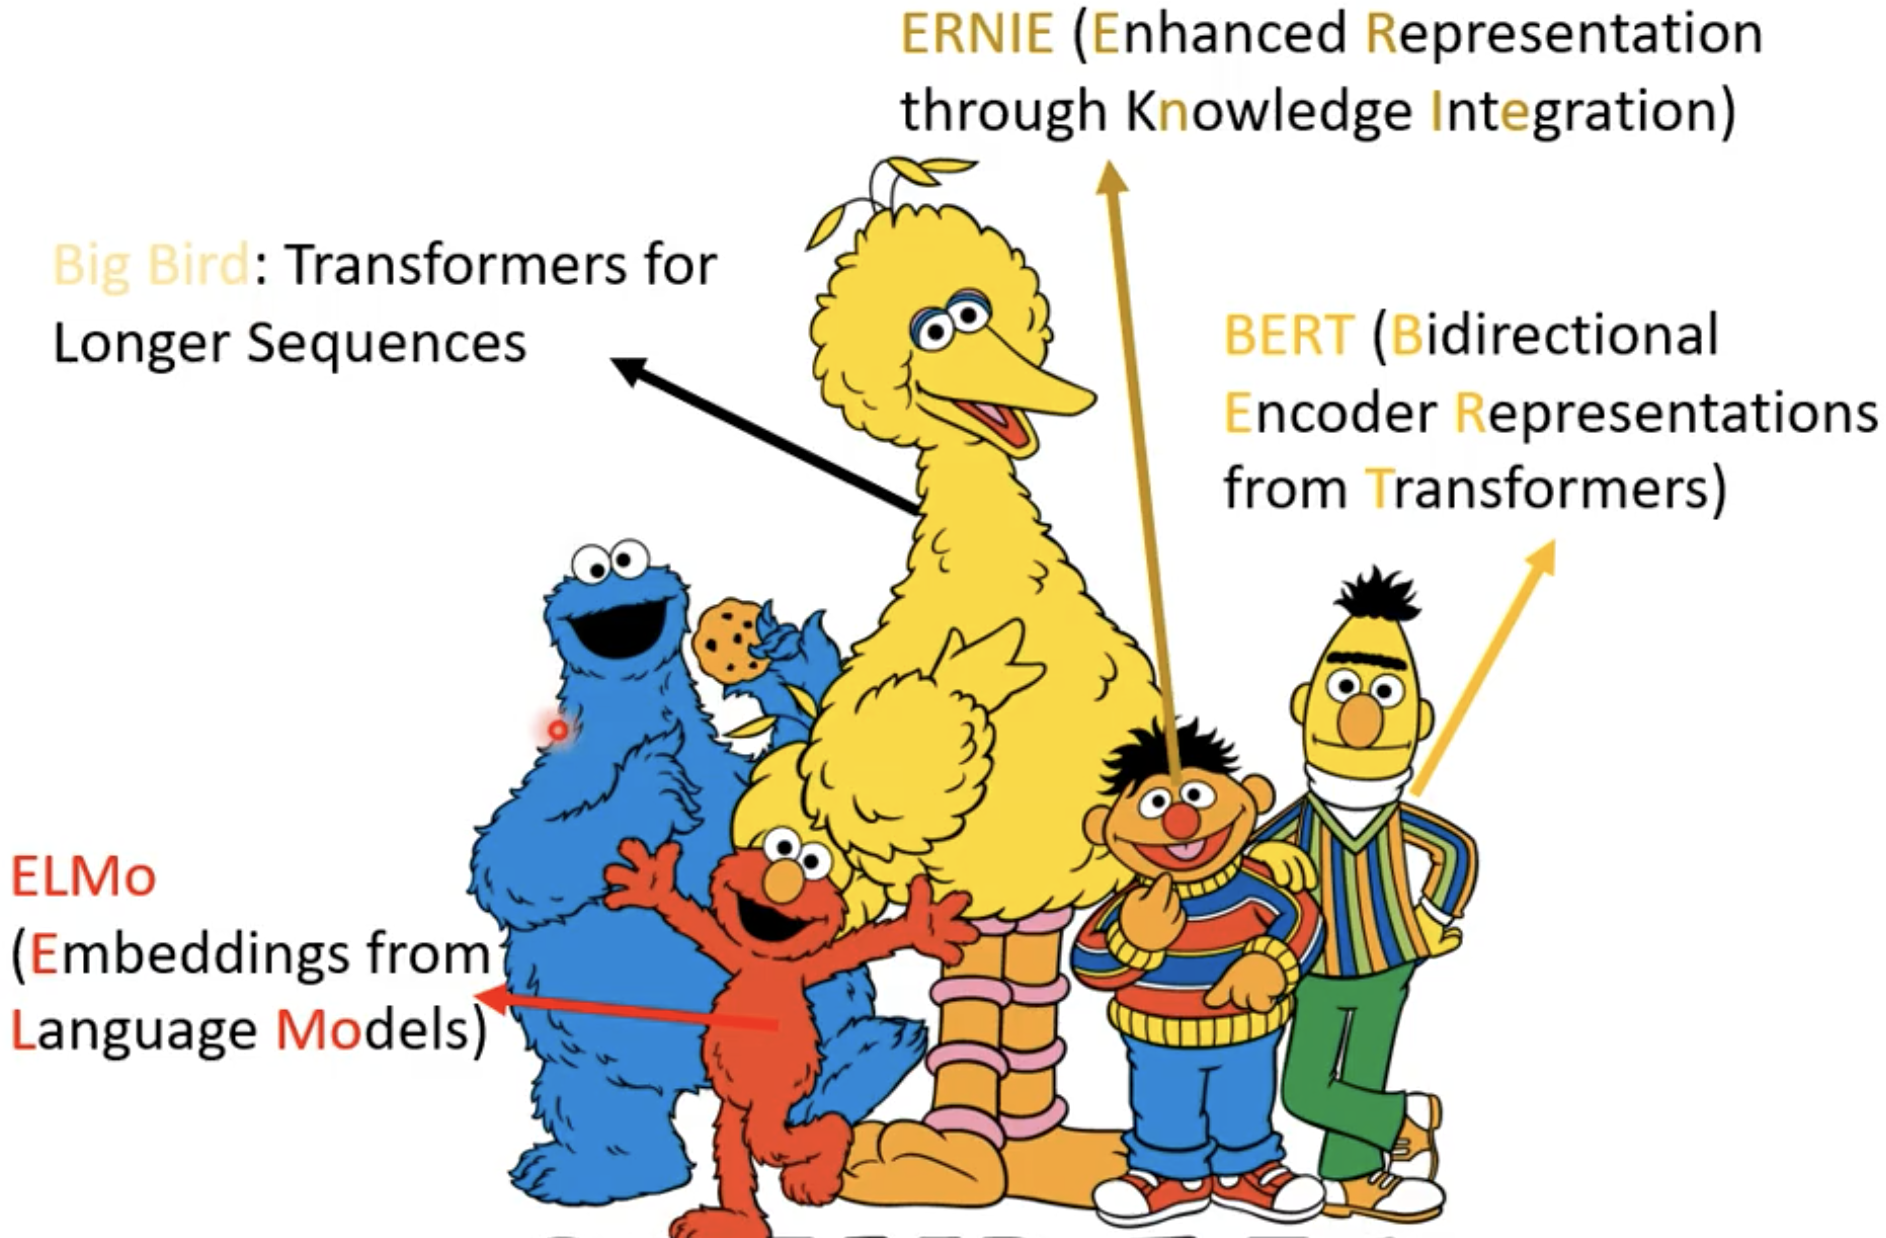 ERNIE (Enhanced Representation
through Knowledge Integration)
Big Bird: Transformers for
Longer Sequences
BERT (Bidirectional
Encoder Representations
from Transformers)
ELMo
(Embeddings from
Language Models)